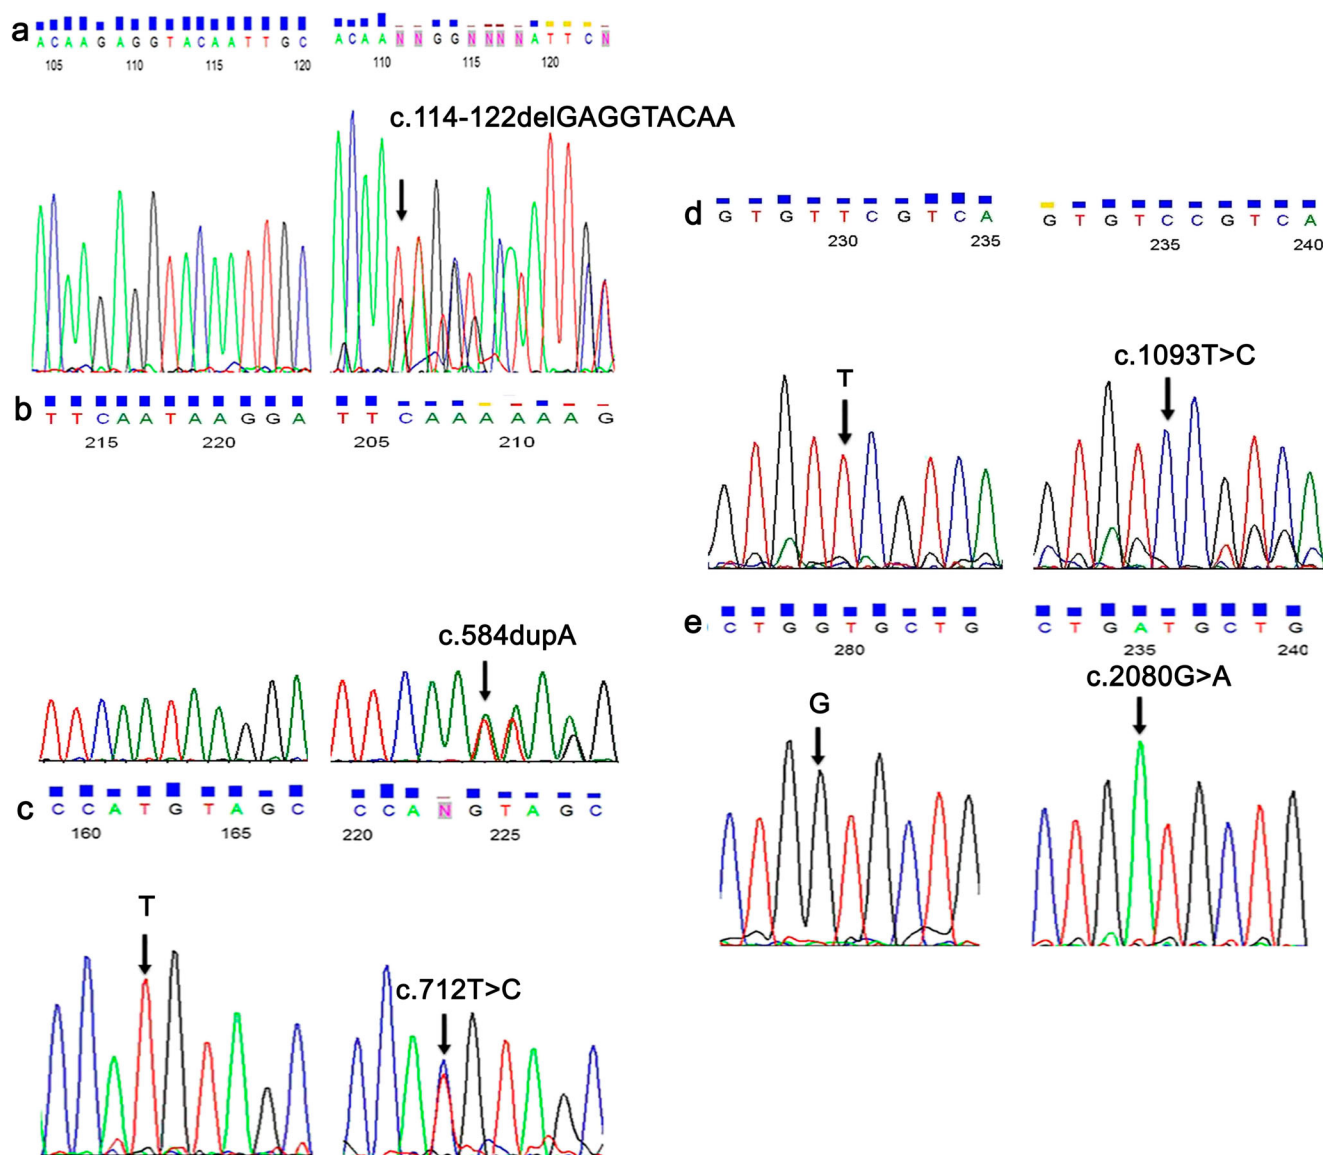 a
A C A A G A G G T A C A A T T G C
105 110 115 120
A C A A N N G G N N N N A T T C N
110 115 120
c.114-122delGAGGTACAA
b
T T C A A T A A G G A
215 220
T T C A A A A A A G
205 210
c.584dupA
c
C C A T G T A G C
160 165
T
C C A N G T A G C
220 225
c.712T>C
d
G T G T T C G T C A
230 235
T
G T G T C C G T C A
235 240
c.1093T>C
e
C T G G T G C T G
280
G
C T G A T G C T G
235 240
c.2080G>A